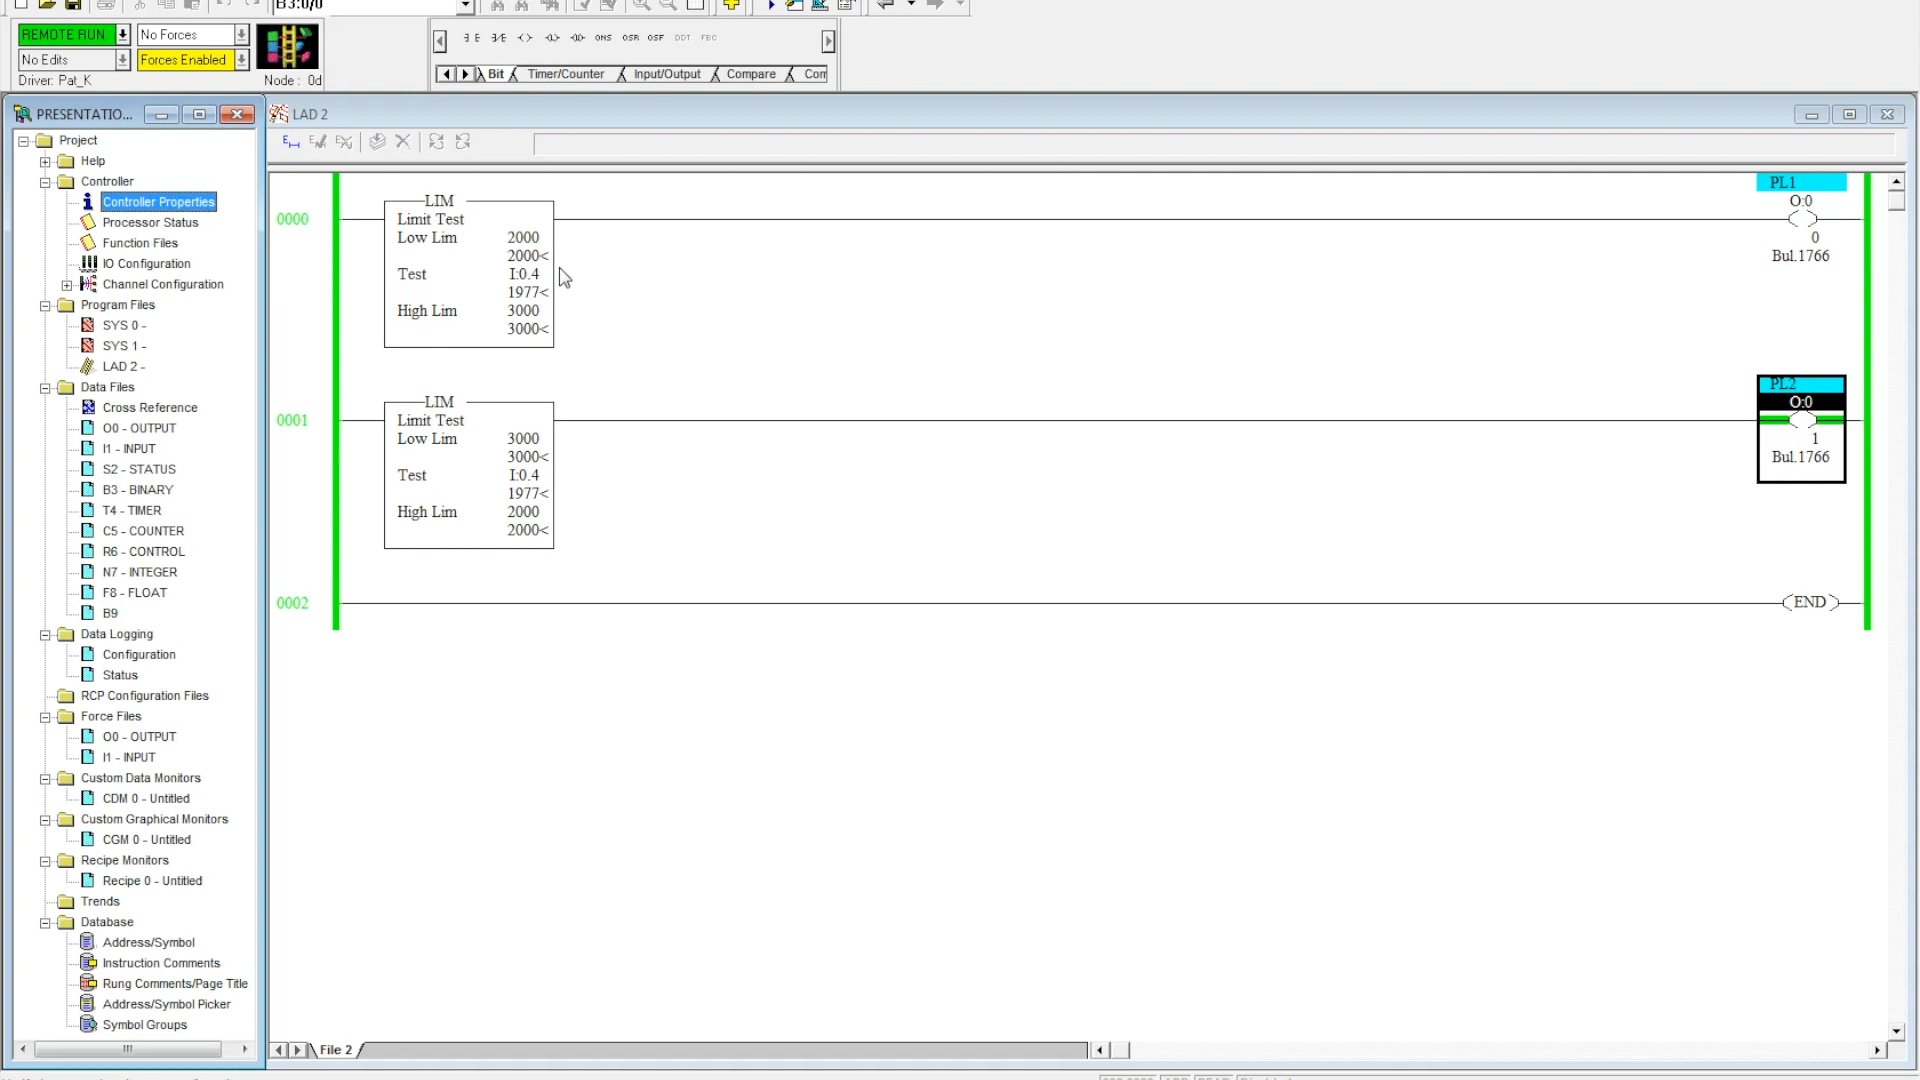 B3:0/0
REMOTE RUN
No Forces
No Edits
Forces Enabled
Driver: Pat_K
Node : 0d
ONS OSR OSF DDT FBC
Bit
Timer/Counter
Input/Output
Compare
Com
PRESENTATIO...
Project
Help
Controller
Controller Properties
Processor Status
Function Files
IO Configuration
Channel Configuration
Program Files
SYS 0 -
SYS 1 -
LAD 2 -
Data Files
Cross Reference
O0 - OUTPUT
I1 - INPUT
S2 - STATUS
B3 - BINARY
T4 - TIMER
C5 - COUNTER
R6 - CONTROL
N7 - INTEGER
F8 - FLOAT
B9
Data Logging
Configuration
Status
RCP Configuration Files
Force Files
O0 - OUTPUT
I1 - INPUT
Custom Data Monitors
CDM 0 - Untitled
Custom Graphical Monitors
CGM 0 - Untitled
Recipe Monitors
Recipe 0 - Untitled
Trends
Database
Address/Symbol
Instruction Comments
Rung Comments/Page Title
Address/Symbol Picker
Symbol Groups
LAD 2
0000
LIM
Limit Test
Low Lim 2000
2000<
Test I:0.4
1977<
High Lim 3000
3000<
PL1
O:0
0
Bul.1766
0001
LIM
Limit Test
Low Lim 3000
3000<
Test I:0.4
1977<
High Lim 2000
2000<
PL2
O:0
1
Bul.1766
0002
END
File 2